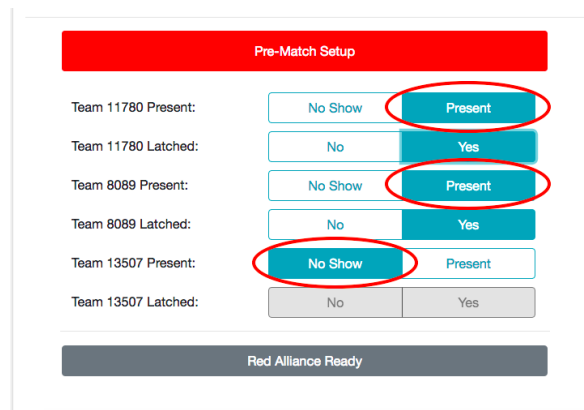 Pre-Match Setup
Team 11780 Present: No Show Present
Team 11780 Latched: No Yes
Team 8089 Present: No Show Present
Team 8089 Latched: No Yes
Team 13507 Present: No Show Present
Team 13507 Latched: No Yes
Red Alliance Ready